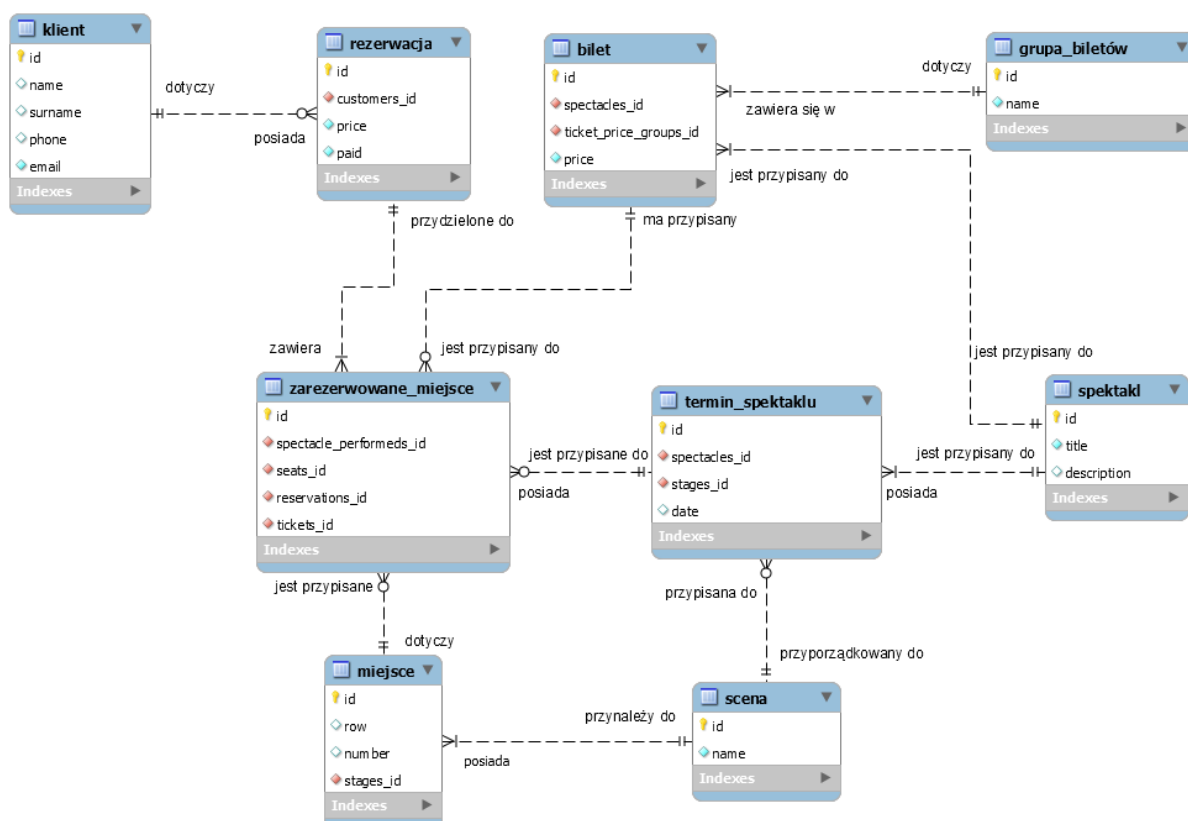 klient
id
name
surname
phone
email
Indexes
dotyczy
posiada
rezerwacja
id
customers_id
price
paid
Indexes
bilet
id
spectacles_id
ticket_price_groups_id
price
Indexes
dotyczy
zawiera się w
grupa_biletów
id
name
Indexes
jest przypisany do
przydzielone do
ma przypisany
zawiera
jest przypisany do
jest przypisany do
zarezerwowane_miejsce
id
spectacle_performeds_id
seats_id
reservations_id
tickets_id
Indexes
jest przypisane do
posiada
termin_spektaklu
id
spectacles_id
stages_id
date
Indexes
jest przypisany do
posiada
spektakl
id
title
description
Indexes
jest przypisane
dotyczy
przypisana do
przyporządkowany do
miejsce
id
row
number
stages_id
Indexes
przynależy do
posiada
scena
id
name
Indexes